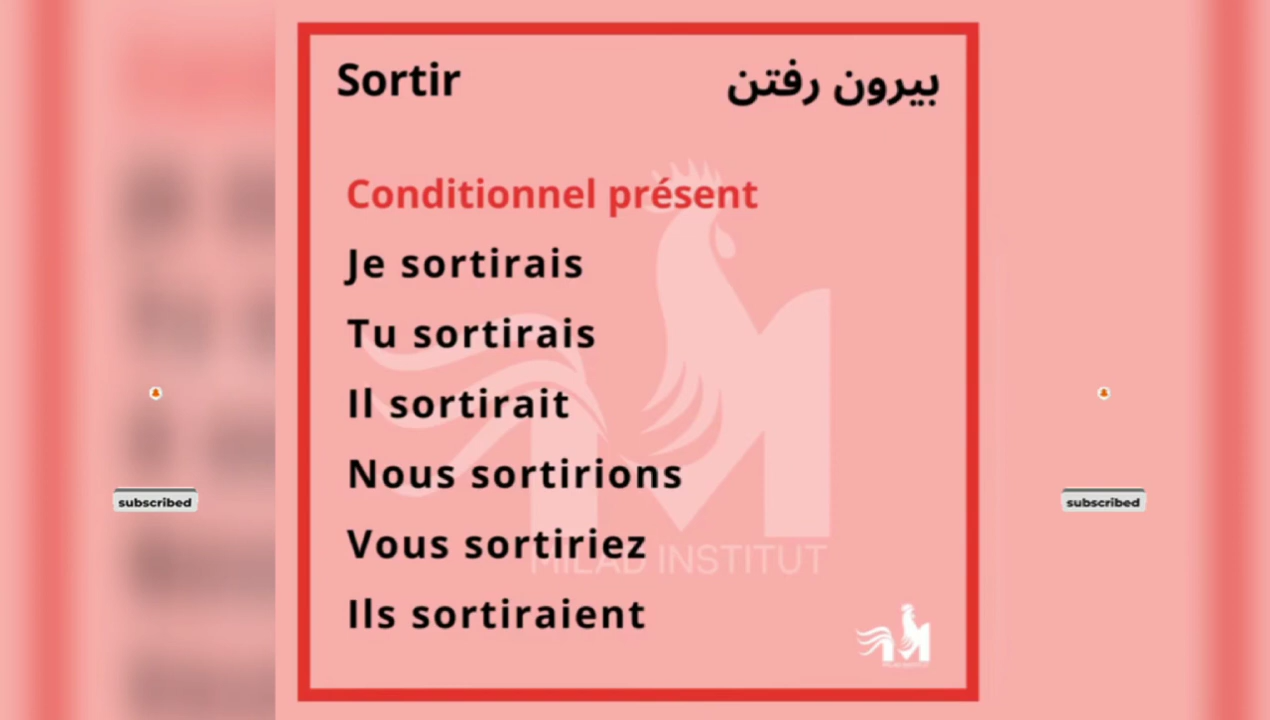 Sortir بیرون رفتن
Conditionnel présent
Je sortirais
Tu sortirais
Il sortirait
Nous sortirions
subscribed
subscribed
Vous sortiriez
MILAD INSTITUT
Ils sortiraient